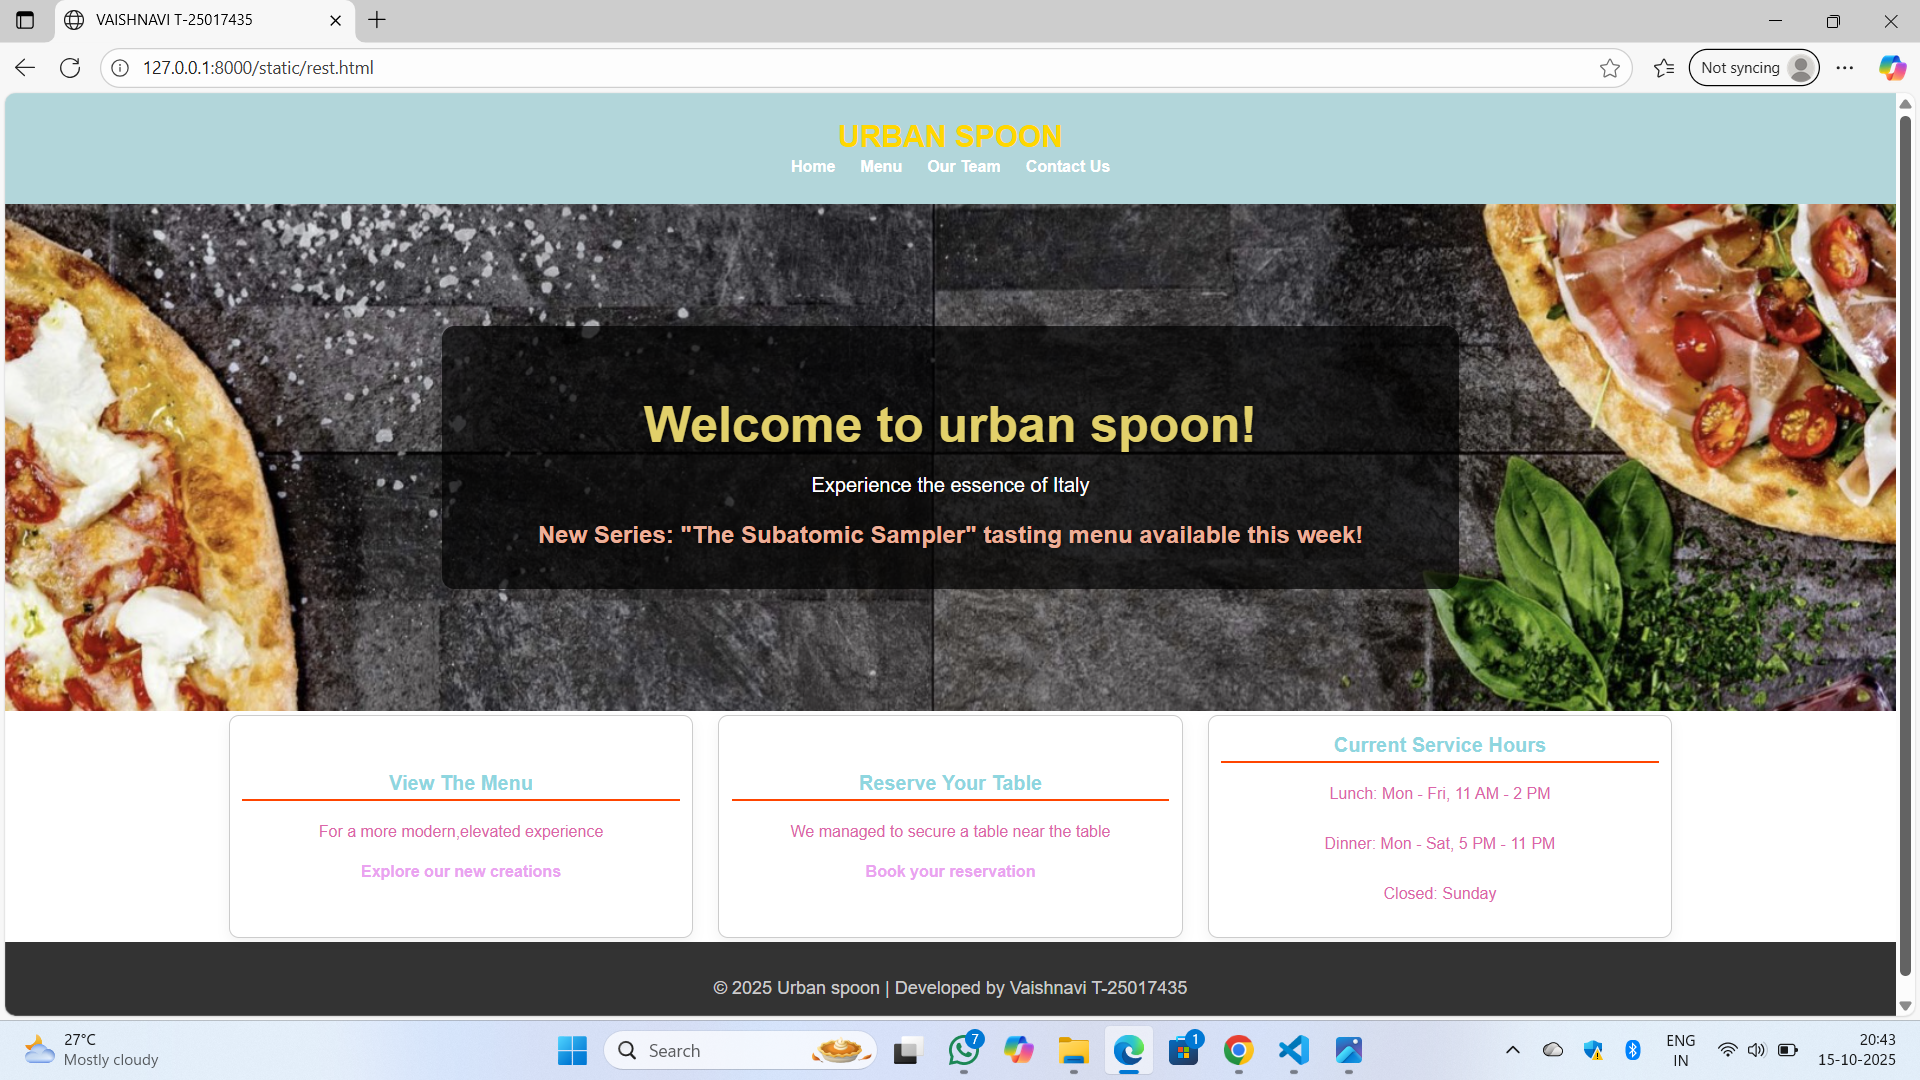 VAISHNAVI T-25017435
127.0.0.1:8000/static/rest.html
Not syncing
URBAN SPOON
Home Menu Our Team Contact Us
Welcome to urban spoon!
Experience the essence of Italy
New Series: "The Subatomic Sampler" tasting menu available this week!
View The Menu
For a more modern,elevated experience
Explore our new creations
Reserve Your Table
We managed to secure a table near the table
Book your reservation
Current Service Hours
Lunch: Mon - Fri, 11 AM - 2 PM
Dinner: Mon - Sat, 5 PM - 11 PM
Closed: Sunday
© 2025 Urban spoon | Developed by Vaishnavi T-25017435
27°C
Mostly cloudy
Search
7
1
ENG
IN
20:43
15-10-2025